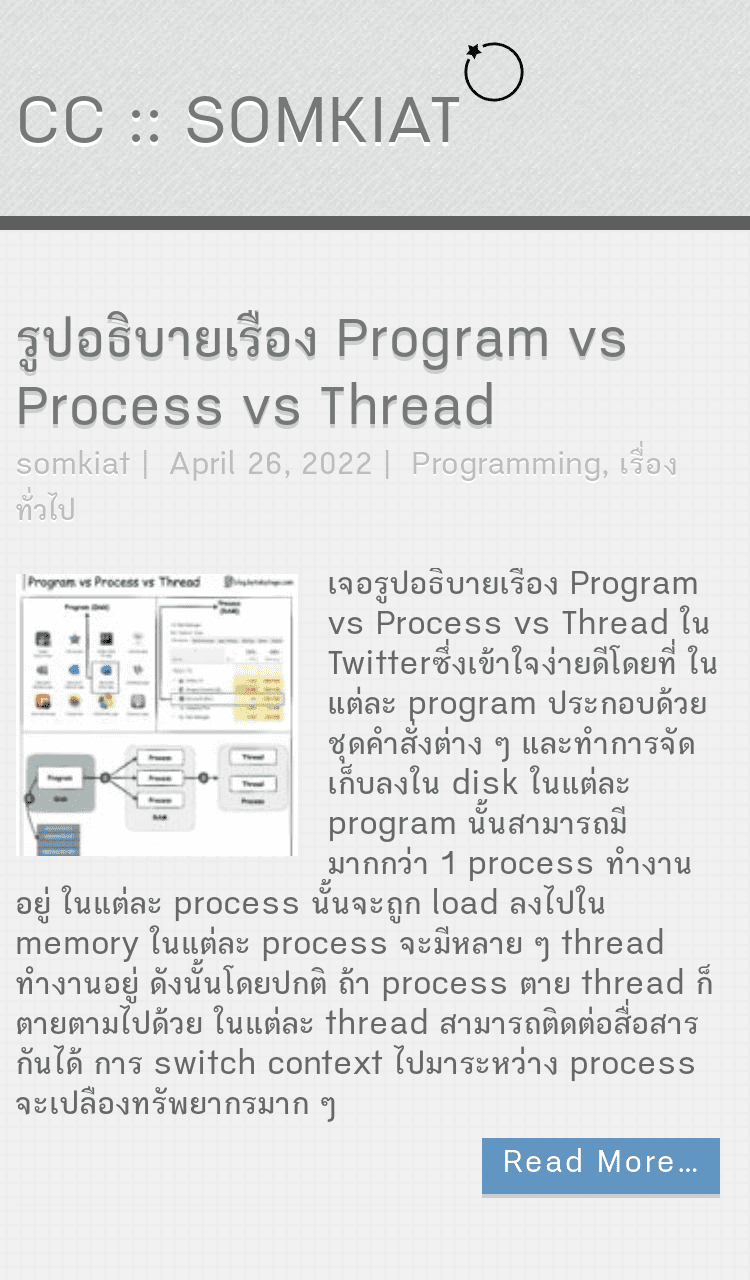 CC :: SOMKIAT
รูปอธิบายเรือง Program vs
Process vs Thread
somkiat | April 26, 2022 | Programming, เรื่อง
ทั่วไป
Program vs Process vs Thread
Program (Disk)
Process
(RAM)
Program
Disk
Process
Process
Process
RAM
Thread
Thread
Process
เจอรูปอธิบายเรือง Program
vs Process vs Thread ใน
Twitterซึ่งเข้าใจง่ายดีโดยที่ ใน
แต่ละ program ประกอบด้วย
ชุดคำสั่งต่าง ๆ และทำการจัด
เก็บลงใน disk ในแต่ละ
program นั้นสามารถมี
มากกว่า 1 process ทำงาน
อยู่ ในแต่ละ process นั้นจะถูก load ลงไปใน
memory ในแต่ละ process จะมีหลาย ๆ thread
ทำงานอยู่ ดังนั้นโดยปกติ ถ้า process ตาย thread ก็
ตายตามไปด้วย ในแต่ละ thread สามารถติดต่อสื่อสาร
กันได้ การ switch context ไปมาระหว่าง process
จะเปลืองทรัพยากรมาก ๆ
Read More…